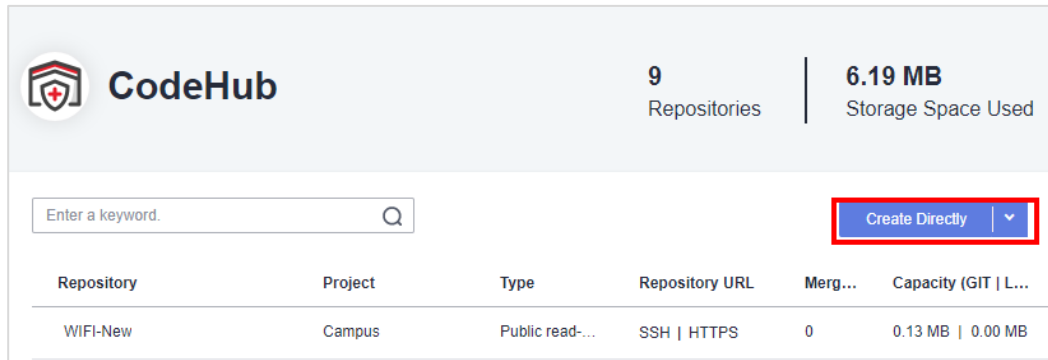 CodeHub
9
Repositories
6.19 MB
Storage Space Used
Enter a keyword.
Create Directly
Repository Project Type Repository URL Merg... Capacity (GIT | L...
WIFI-New Campus Public read-... SSH | HTTPS 0 0.13 MB | 0.00 MB